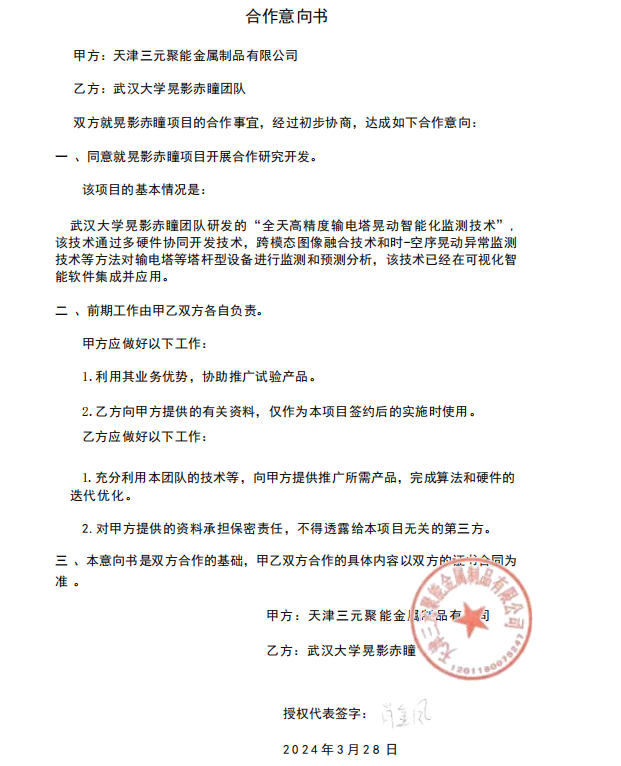 合作意向书
甲方：天津三元聚能金属制品有限公司
乙方：武汉大学晃影赤瞳团队
双方就晃影赤瞳项目的合作事宜，经过初步协商，达成如下合作意向：
一 、同意就晃影赤瞳项目开展合作研究开发。
该项目的基本情况是：
武汉大学晃影赤瞳团队研发的“全天高精度输电塔晃动智能化监测技术”，
该技术通过多硬件协同开发技术，跨模态图像融合技术和时-空序晃动异常监测
技术等方法对输电塔等塔杆型设备进行监测和预测分析，该技术已经在可视化智
能软件集成并应用。
二 、前期工作由甲乙双方各自负责。
甲方应做好以下工作：
1.利用其业务优势，协助推广试验产品。
2.乙方向甲方提供的有关资料，仅作为本项目签约后的实施时使用。
乙方应做好以下工作：
1.充分利用本团队的技术等，向甲方提供推广所需产品，完成算法和硬件的
迭代优化。
2.对甲方提供的资料承担保密责任，不得透露给本项目无关的第三方。
三 、本意向书是双方合作的基础，甲乙双方合作的具体内容以双方的证书合同为
准 。
甲方：天津三元聚能金属制品有限公司
乙方：武汉大学晃影赤瞳
天津三元聚能金属制品有限公司
1201180075247
授权代表签字：
2024年3月28日